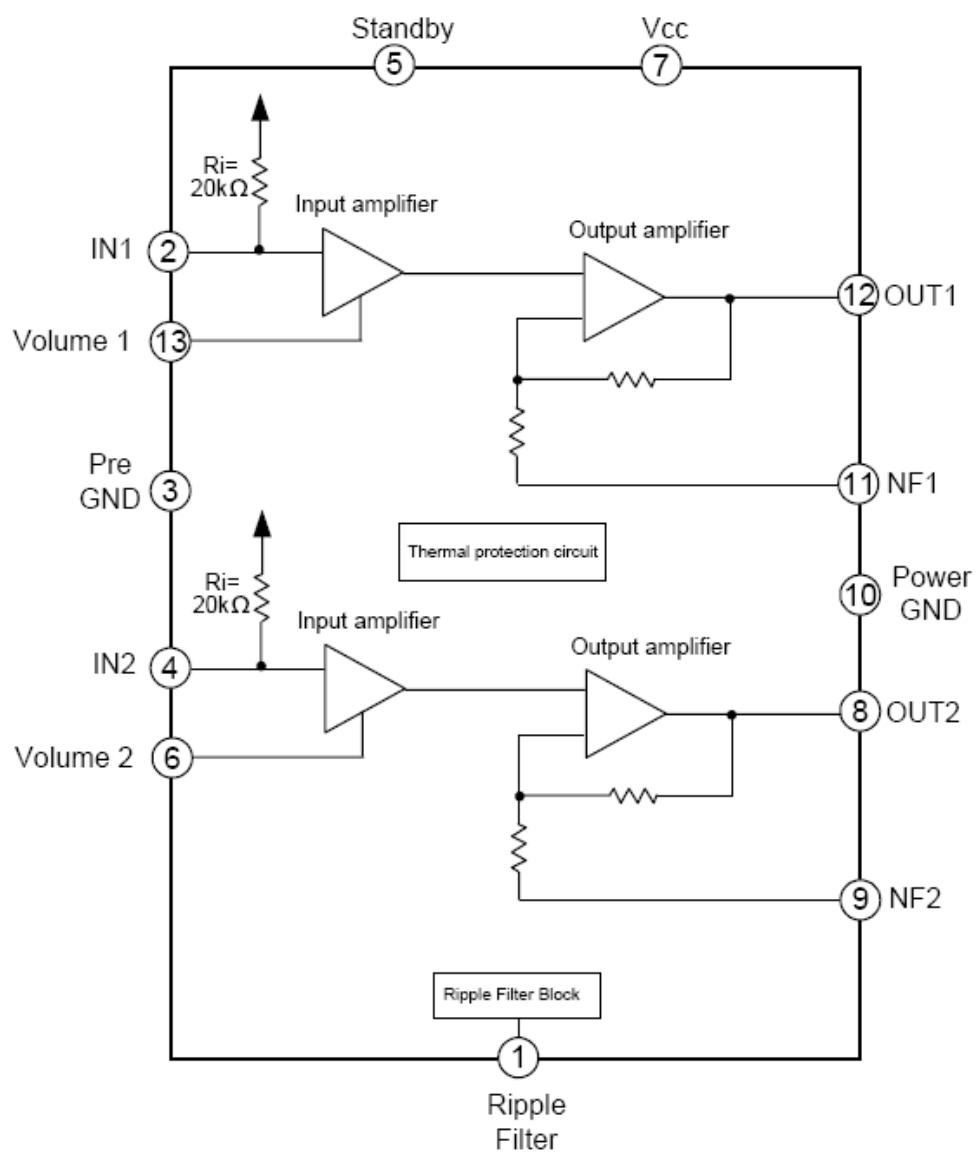 Standby
5
Vcc
7
Ri=
20kΩ
Input amplifier
Output amplifier
IN1
2
12
OUT1
Volume 1
13
Pre
GND
3
11
NF1
Thermal protection circuit
Ri=
20kΩ
Input amplifier
Output amplifier
10
Power
GND
IN2
4
8
OUT2
Volume 2
6
9
NF2
Ripple Filter Block
1
Ripple
Filter